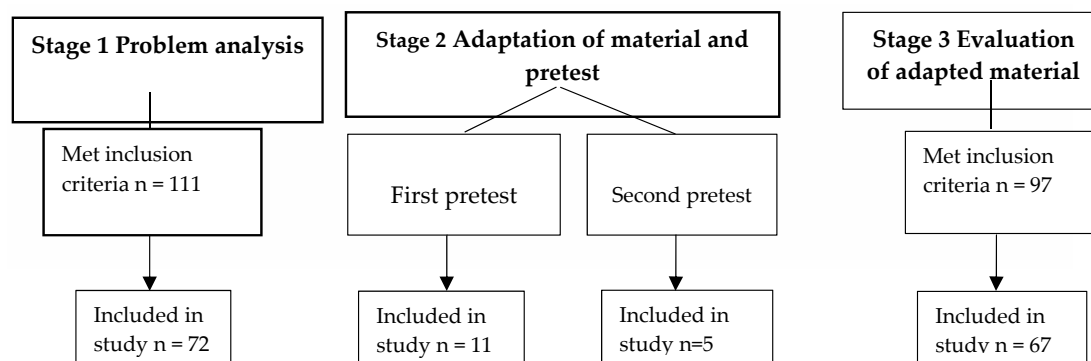 Stage 1 Problem analysis
Stage 2 Adaptation of material and
pretest
Stage 3 Evaluation
of adapted material
Met inclusion
criteria n = 111
First pretest
Second pretest
Met inclusion
criteria n = 97
Included in
study n = 72
Included in
study n = 11
Included in
study n=5
Included in
study n = 67